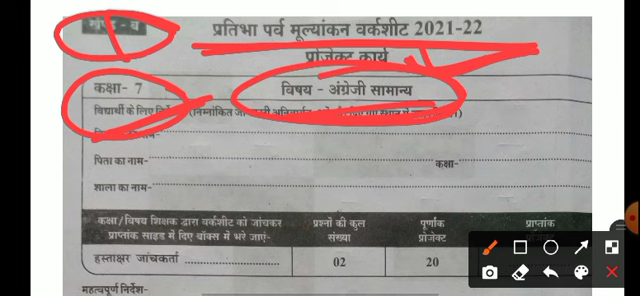 खण्ड - ब
प्रतिभा पर्व मूल्यांकन वर्कशीट 2021-22
प्रोजेक्ट कार्य
कक्षा- 7 विषय - अंग्रेजी सामान्य
विद्यार्थी के लिए (निम्नांकित
पिता का नाम- कक्षा-
शाला का नाम-
कक्षा/विषय शिक्षक द्वारा वर्कशीट को जांचकर प्रश्नों की कुल पूर्णांक प्राप्तांक
प्राप्तांक साइड में दिए बॉक्स में भरे जाएं- संख्या प्रोजेक्ट
हस्ताक्षर जांचकर्ता 02 20
महत्वपूर्ण निर्देश-